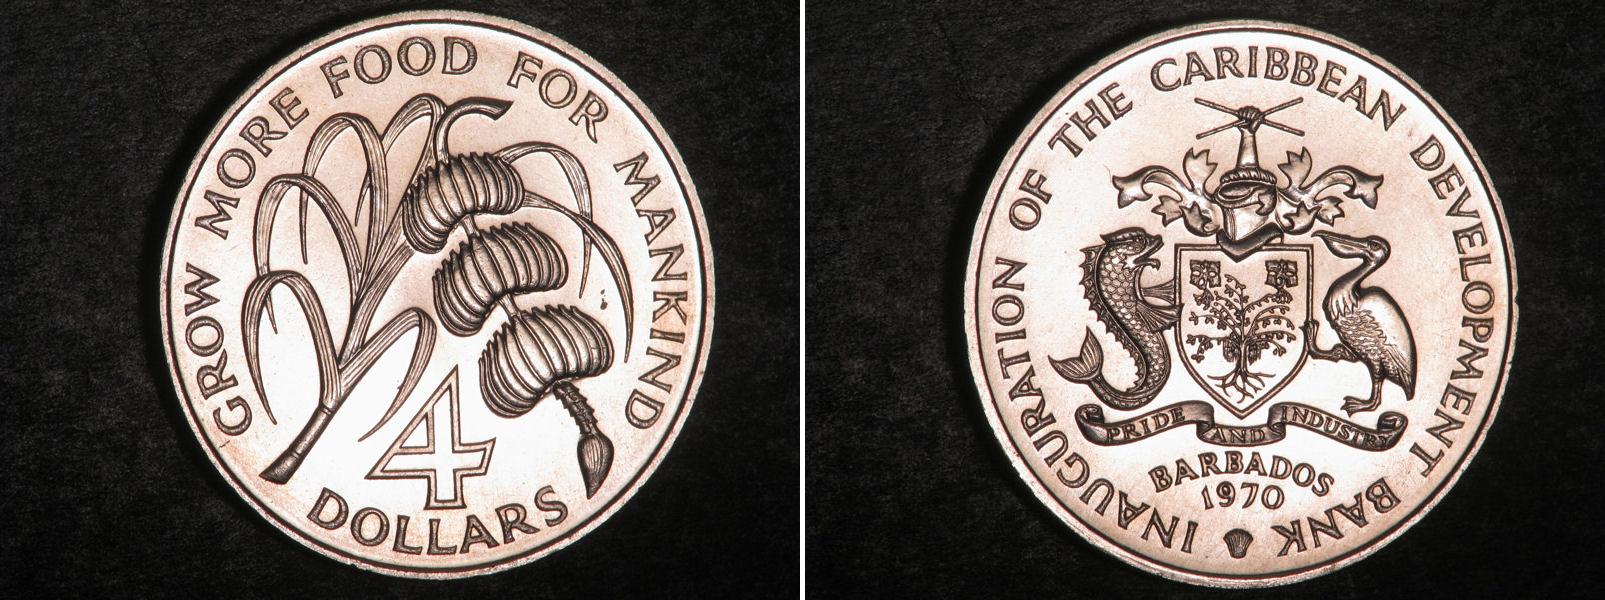 GROW MORE FOOD FOR MANKIND
4
DOLLARS
INAUGURATION OF THE CARIBBEAN DEVELOPMENT BANK
PRIDE AND INDUSTRY
BARBADOS
1970